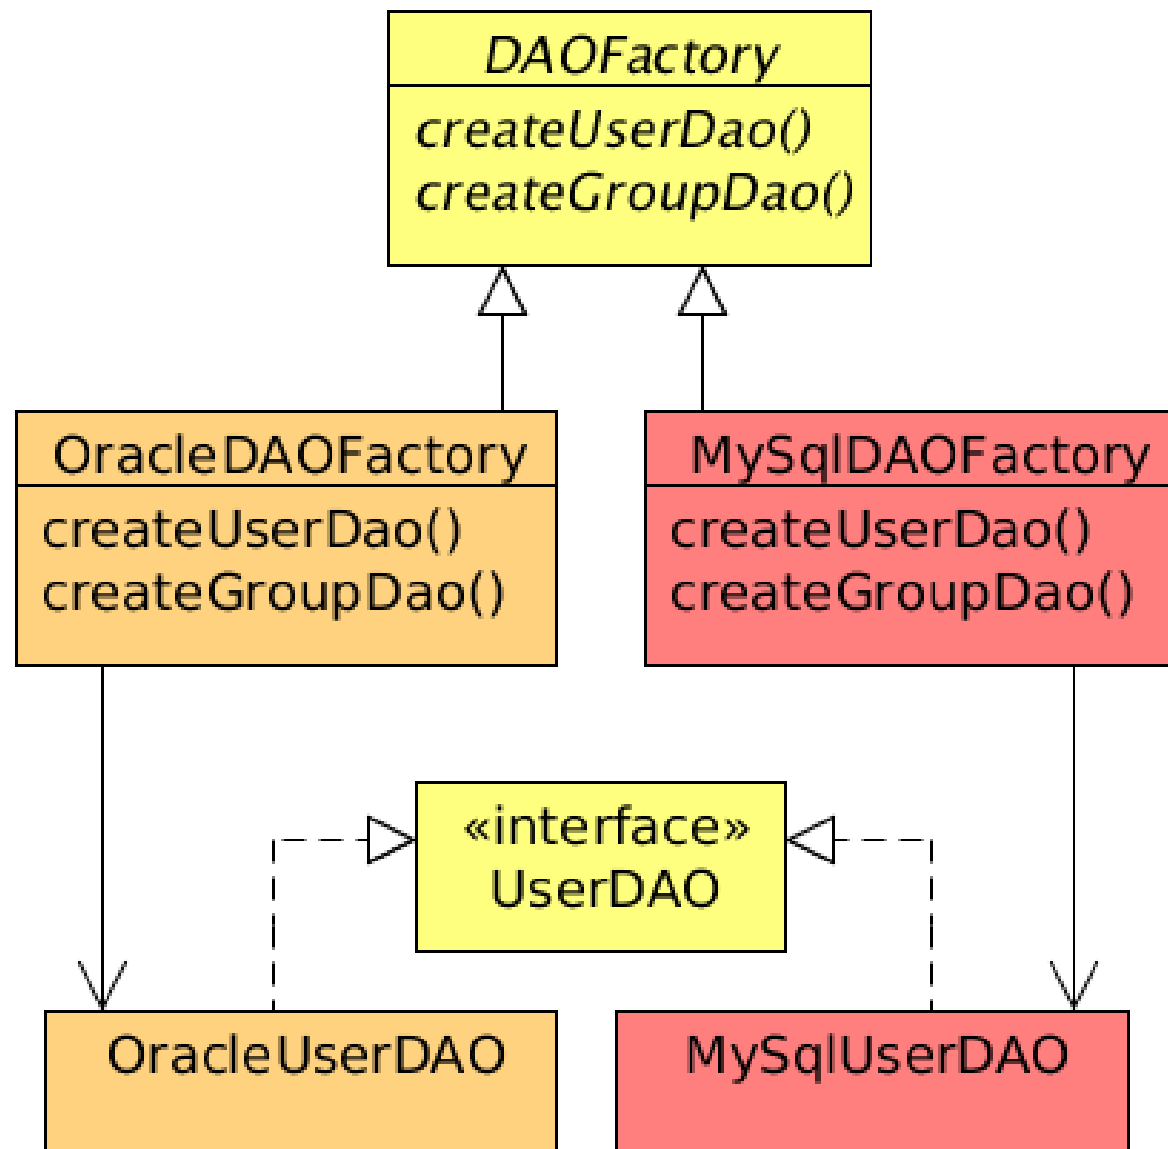 DAOFactory
createUserDao()
createGroupDao()
OracleDAOFactory
createUserDao()
createGroupDao()
MySqlDAOFactory
createUserDao()
createGroupDao()
«interface»
UserDAO
OracleUserDAO
MySqlUserDAO